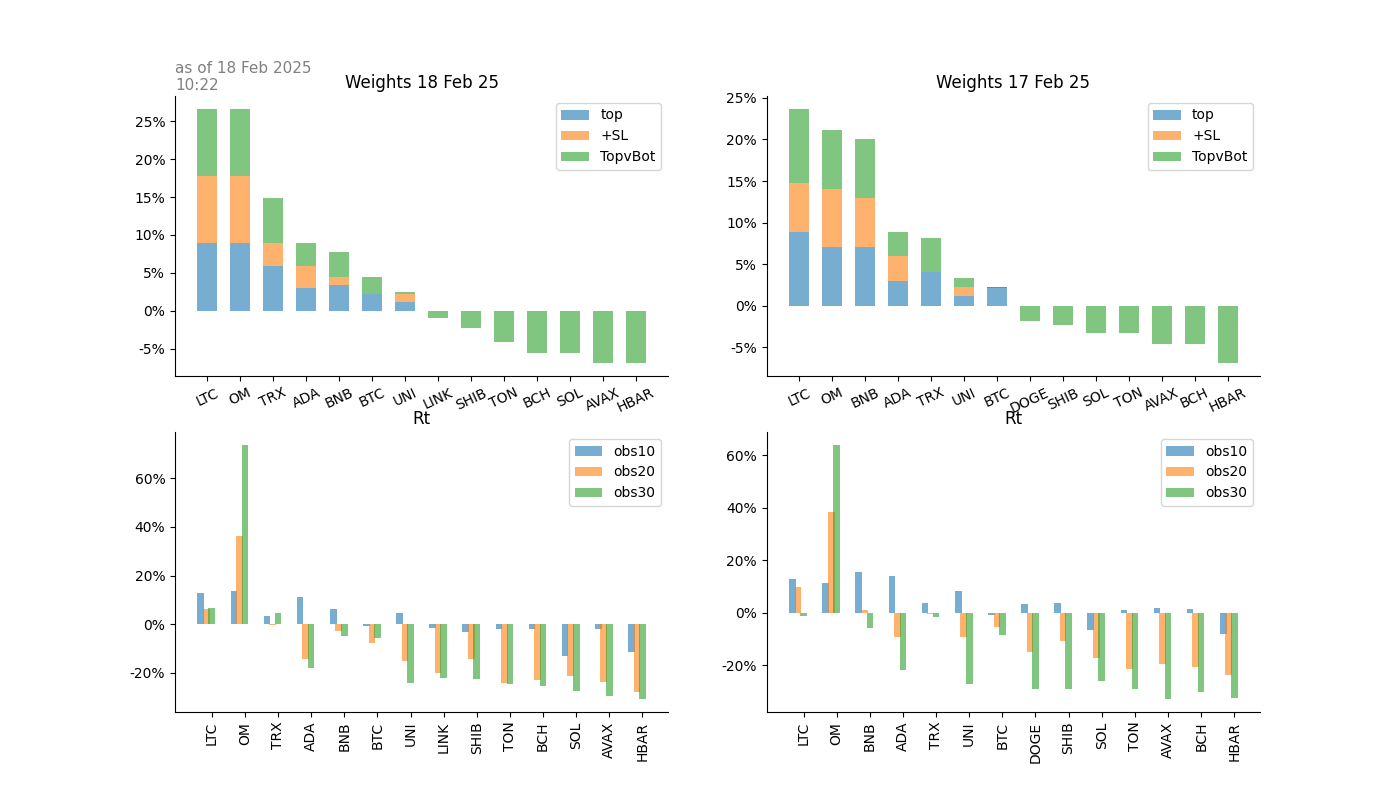 as of 18 Feb 2025
10:22
Weights 18 Feb 25
25%
20%
15%
10%
5%
0%
-5%
top
+SL
TopvBot
LTC OM TRX ADA BNB BTC UNI LINK SHIB TON BCH SOL AVAX HBAR
Weights 17 Feb 25
25%
20%
15%
10%
5%
0%
-5%
top
+SL
TopvBot
LTC OM BNB ADA TRX UNI BTC DOGE SHIB SOL TON AVAX BCH HBAR
Rt
60%
40%
20%
0%
-20%
obs10
obs20
obs30
LTC OM TRX ADA BNB BTC UNI LINK SHIB TON BCH SOL AVAX HBAR
Rt
60%
40%
20%
0%
-20%
obs10
obs20
obs30
LTC OM BNB ADA TRX UNI BTC DOGE SHIB SOL TON AVAX BCH HBAR